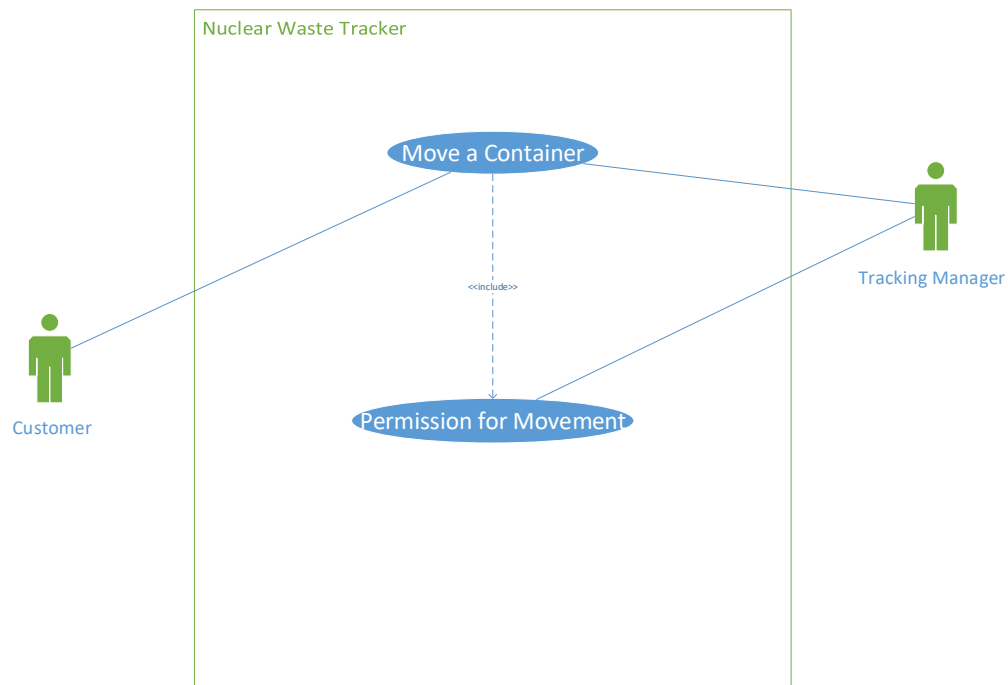 Nuclear Waste Tracker
Move a Container
Tracking Manager
<<include>>
Permission for Movement
Customer